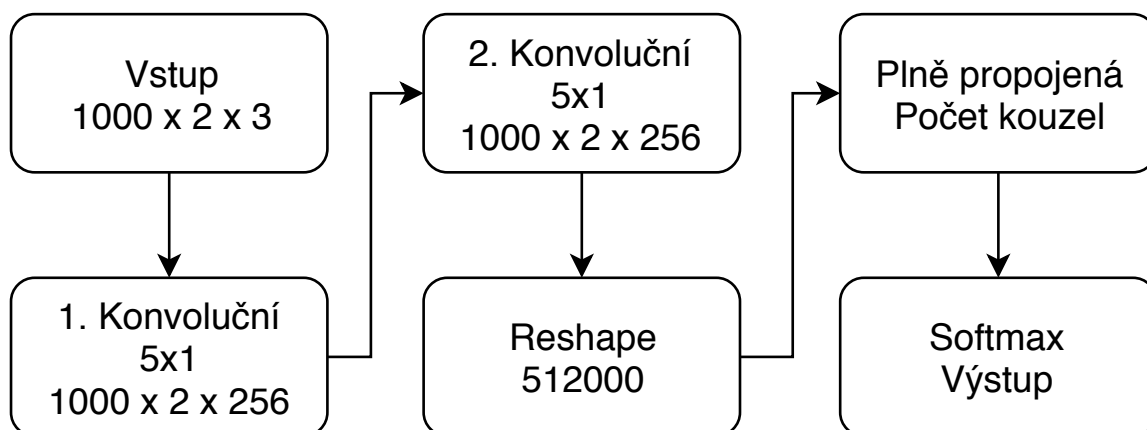 Vstup
1000 x 2 x 3
1. Konvoluční
5x1
1000 x 2 x 256
2. Konvoluční
5x1
1000 x 2 x 256
Reshape
512000
Plně propojená
Počet kouzel
Softmax
Výstup